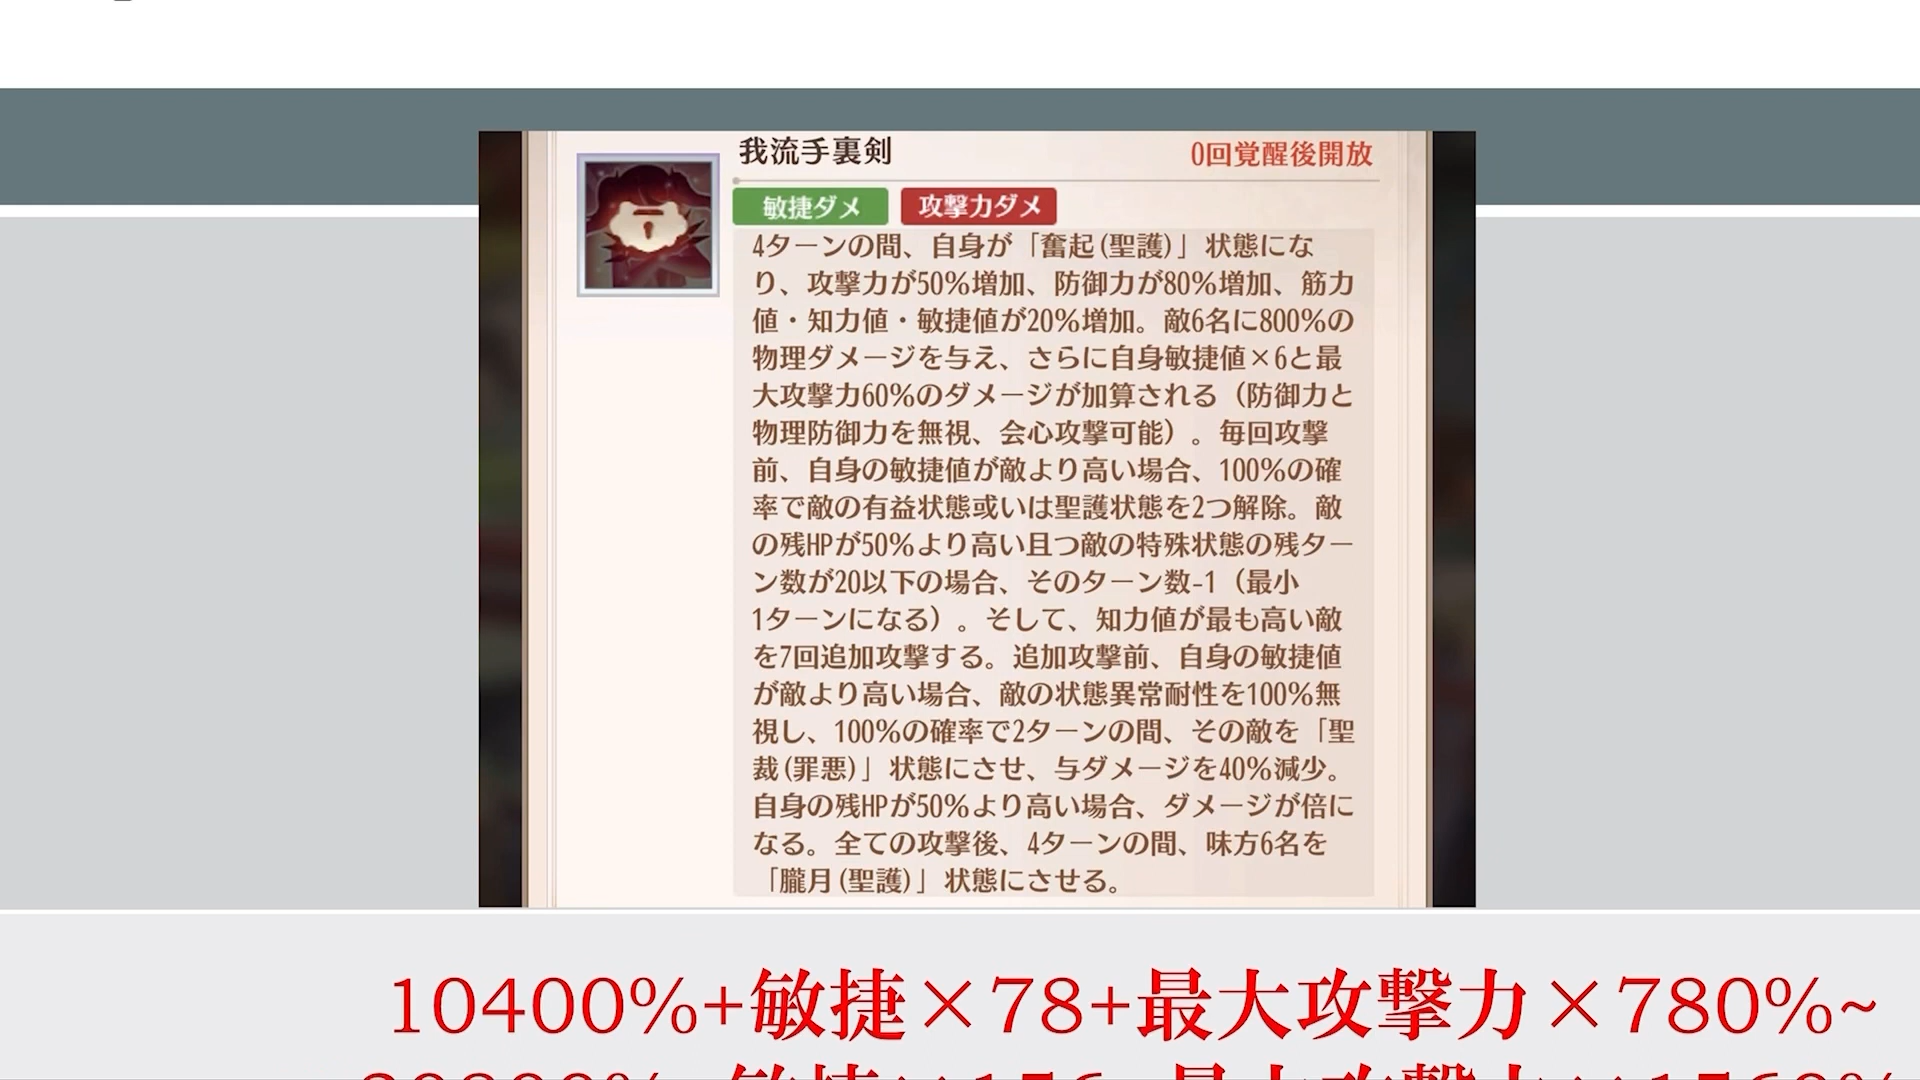 我流手裏剣
0回覚醒後開放
敏捷ダメ
攻撃力ダメ
4ターンの間、自身が「奮起(聖護)」状態にな
り、攻撃力が50%増加、防御力が80%増加、筋力
値・知力値・敏捷値が20%増加。敵6名に800%の
物理ダメージを与え、さらに自身敏捷値×6と最
大攻撃力60%のダメージが加算される（防御力と
物理防御力を無視、会心攻撃可能）。毎回攻撃
前、自身の敏捷値が敵より高い場合、100%の確
率で敵の有益状態或いは聖護状態を2つ解除。敵
の残HPが50%より高い且つ敵の特殊状態の残ター
ン数が20以下の場合、そのターン数-1（最小
1ターンになる）。そして、知力値が最も高い敵
を7回追加攻撃する。追加攻撃前、自身の敏捷値
が敵より高い場合、敵の状態異常耐性を100%無
視し、100%の確率で2ターンの間、その敵を「聖
裁(罪悪)」状態にさせ、与ダメージを40%減少。
自身の残HPが50%より高い場合、ダメージが倍に
なる。全ての攻撃後、4ターンの間、味方6名を
「朧月(聖護)」状態にさせる。
10400%+敏捷×78+最大攻撃力×780%~